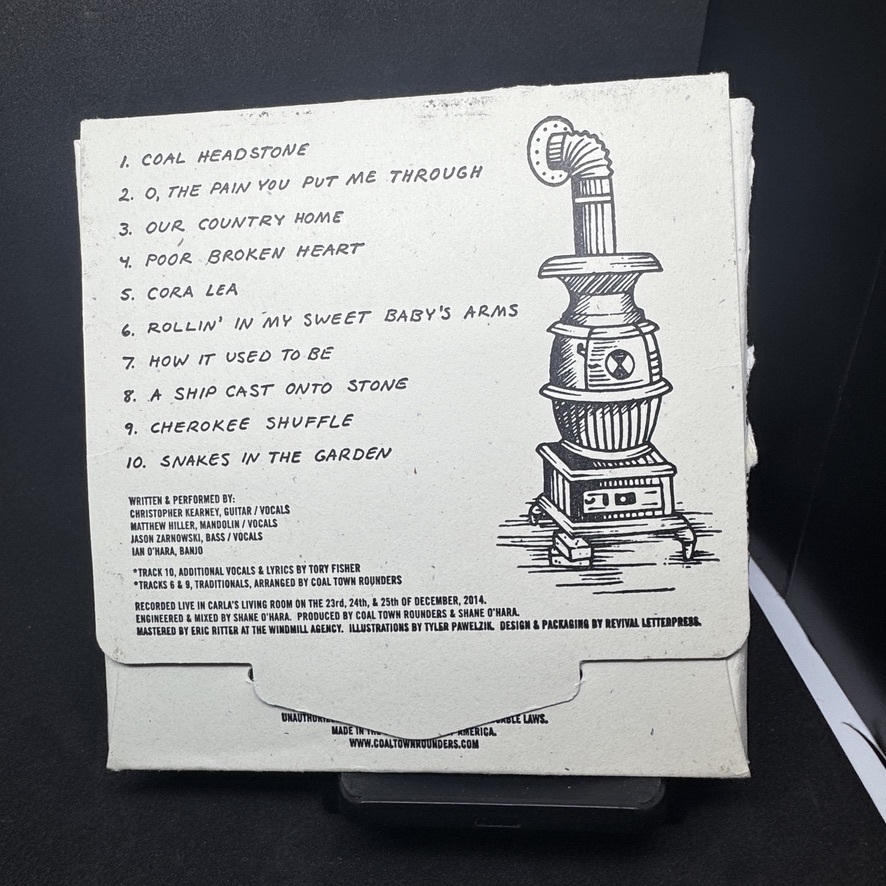 1. COAL HEADSTONE
2. O, THE PAIN YOU PUT ME THROUGH
3. OUR COUNTRY HOME
4. POOR BROKEN HEART
5. CORA LEA
6. ROLLIN' IN MY SWEET BABY'S ARMS
7. HOW IT USED TO BE
8. A SHIP CAST ONTO STONE
9. CHEROKEE SHUFFLE
10. SNAKES IN THE GARDEN
WRITTEN & PERFORMED BY:
CHRISTOPHER KEARNEY, GUITAR / VOCALS
MATTHEW HILLER, MANDOLIN / VOCALS
JASON ZARNOWSKI, BASS / VOCALS
IAN O'HARA, BANJO
*TRACK 10, ADDITIONAL VOCALS & LYRICS BY TORY FISHER
*TRACKS 6 & 9, TRADITIONALS, ARRANGED BY COAL TOWN ROUNDERS
RECORDED LIVE IN CARLA'S LIVING ROOM ON THE 23rd, 24th, & 25th OF DECEMBER, 2014.
ENGINEERED & MIXED BY SHANE O'HARA. PRODUCED BY COAL TOWN ROUNDERS & SHANE O'HARA.
MASTERED BY ERIC RITTER AT THE WINDMILL AGENCY. ILLUSTRATIONS BY TYLER PAWELZIK. DESIGN & PACKAGING BY REVIVAL LETTERPRESS.
LAWS.
MADE IN AMERICA.
WWW.COALTOWNROUNDERS.COM